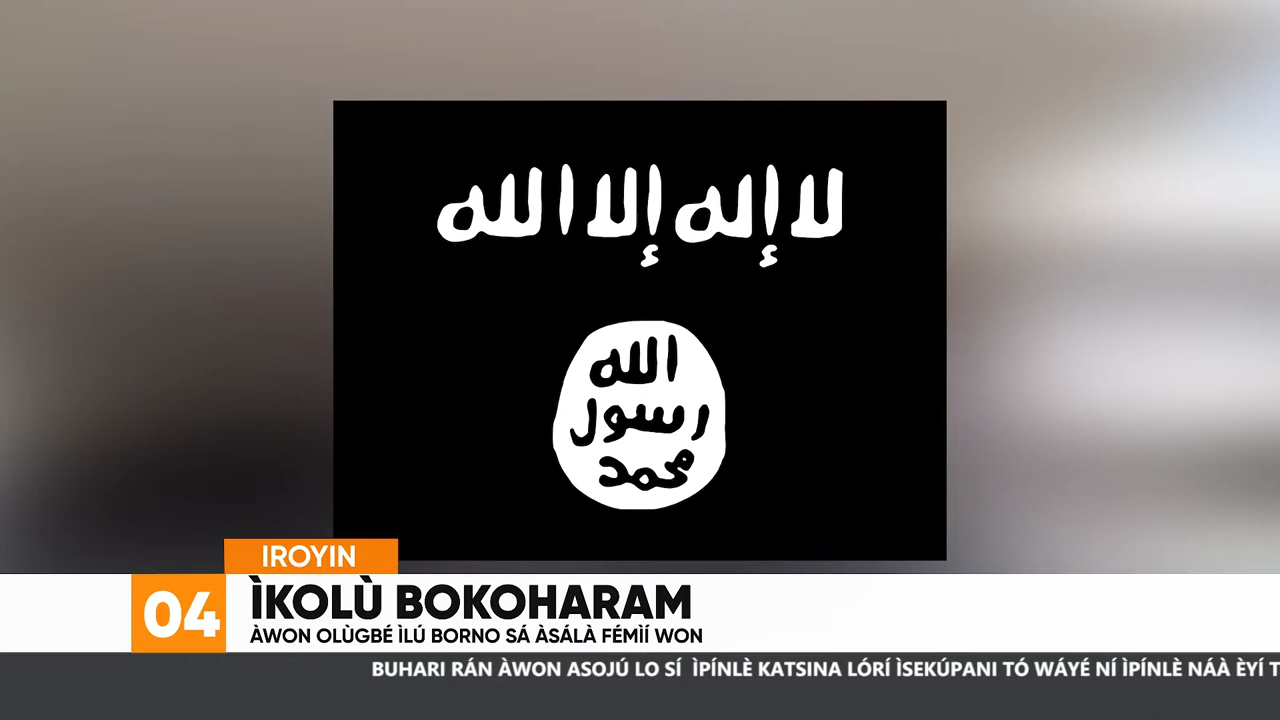 لا إله إلا الله
الله
رسول
محمد
IROYIN
04
ÌKOLÙ BOKOHARAM
ÀWON OLÙGBÉ ÌLÚ BORNO SÁ ÀSÁLÀ FÉMÌÍ WON
BUHARI RÁN ÀWON ASOJÚ LO SÍ ÌPÍNLÈ KATSINA LÓRÍ ÌSEKÚPANI TÓ WÁYÉ NÍ ÌPÍNLÈ NÁÀ ÈYÍ